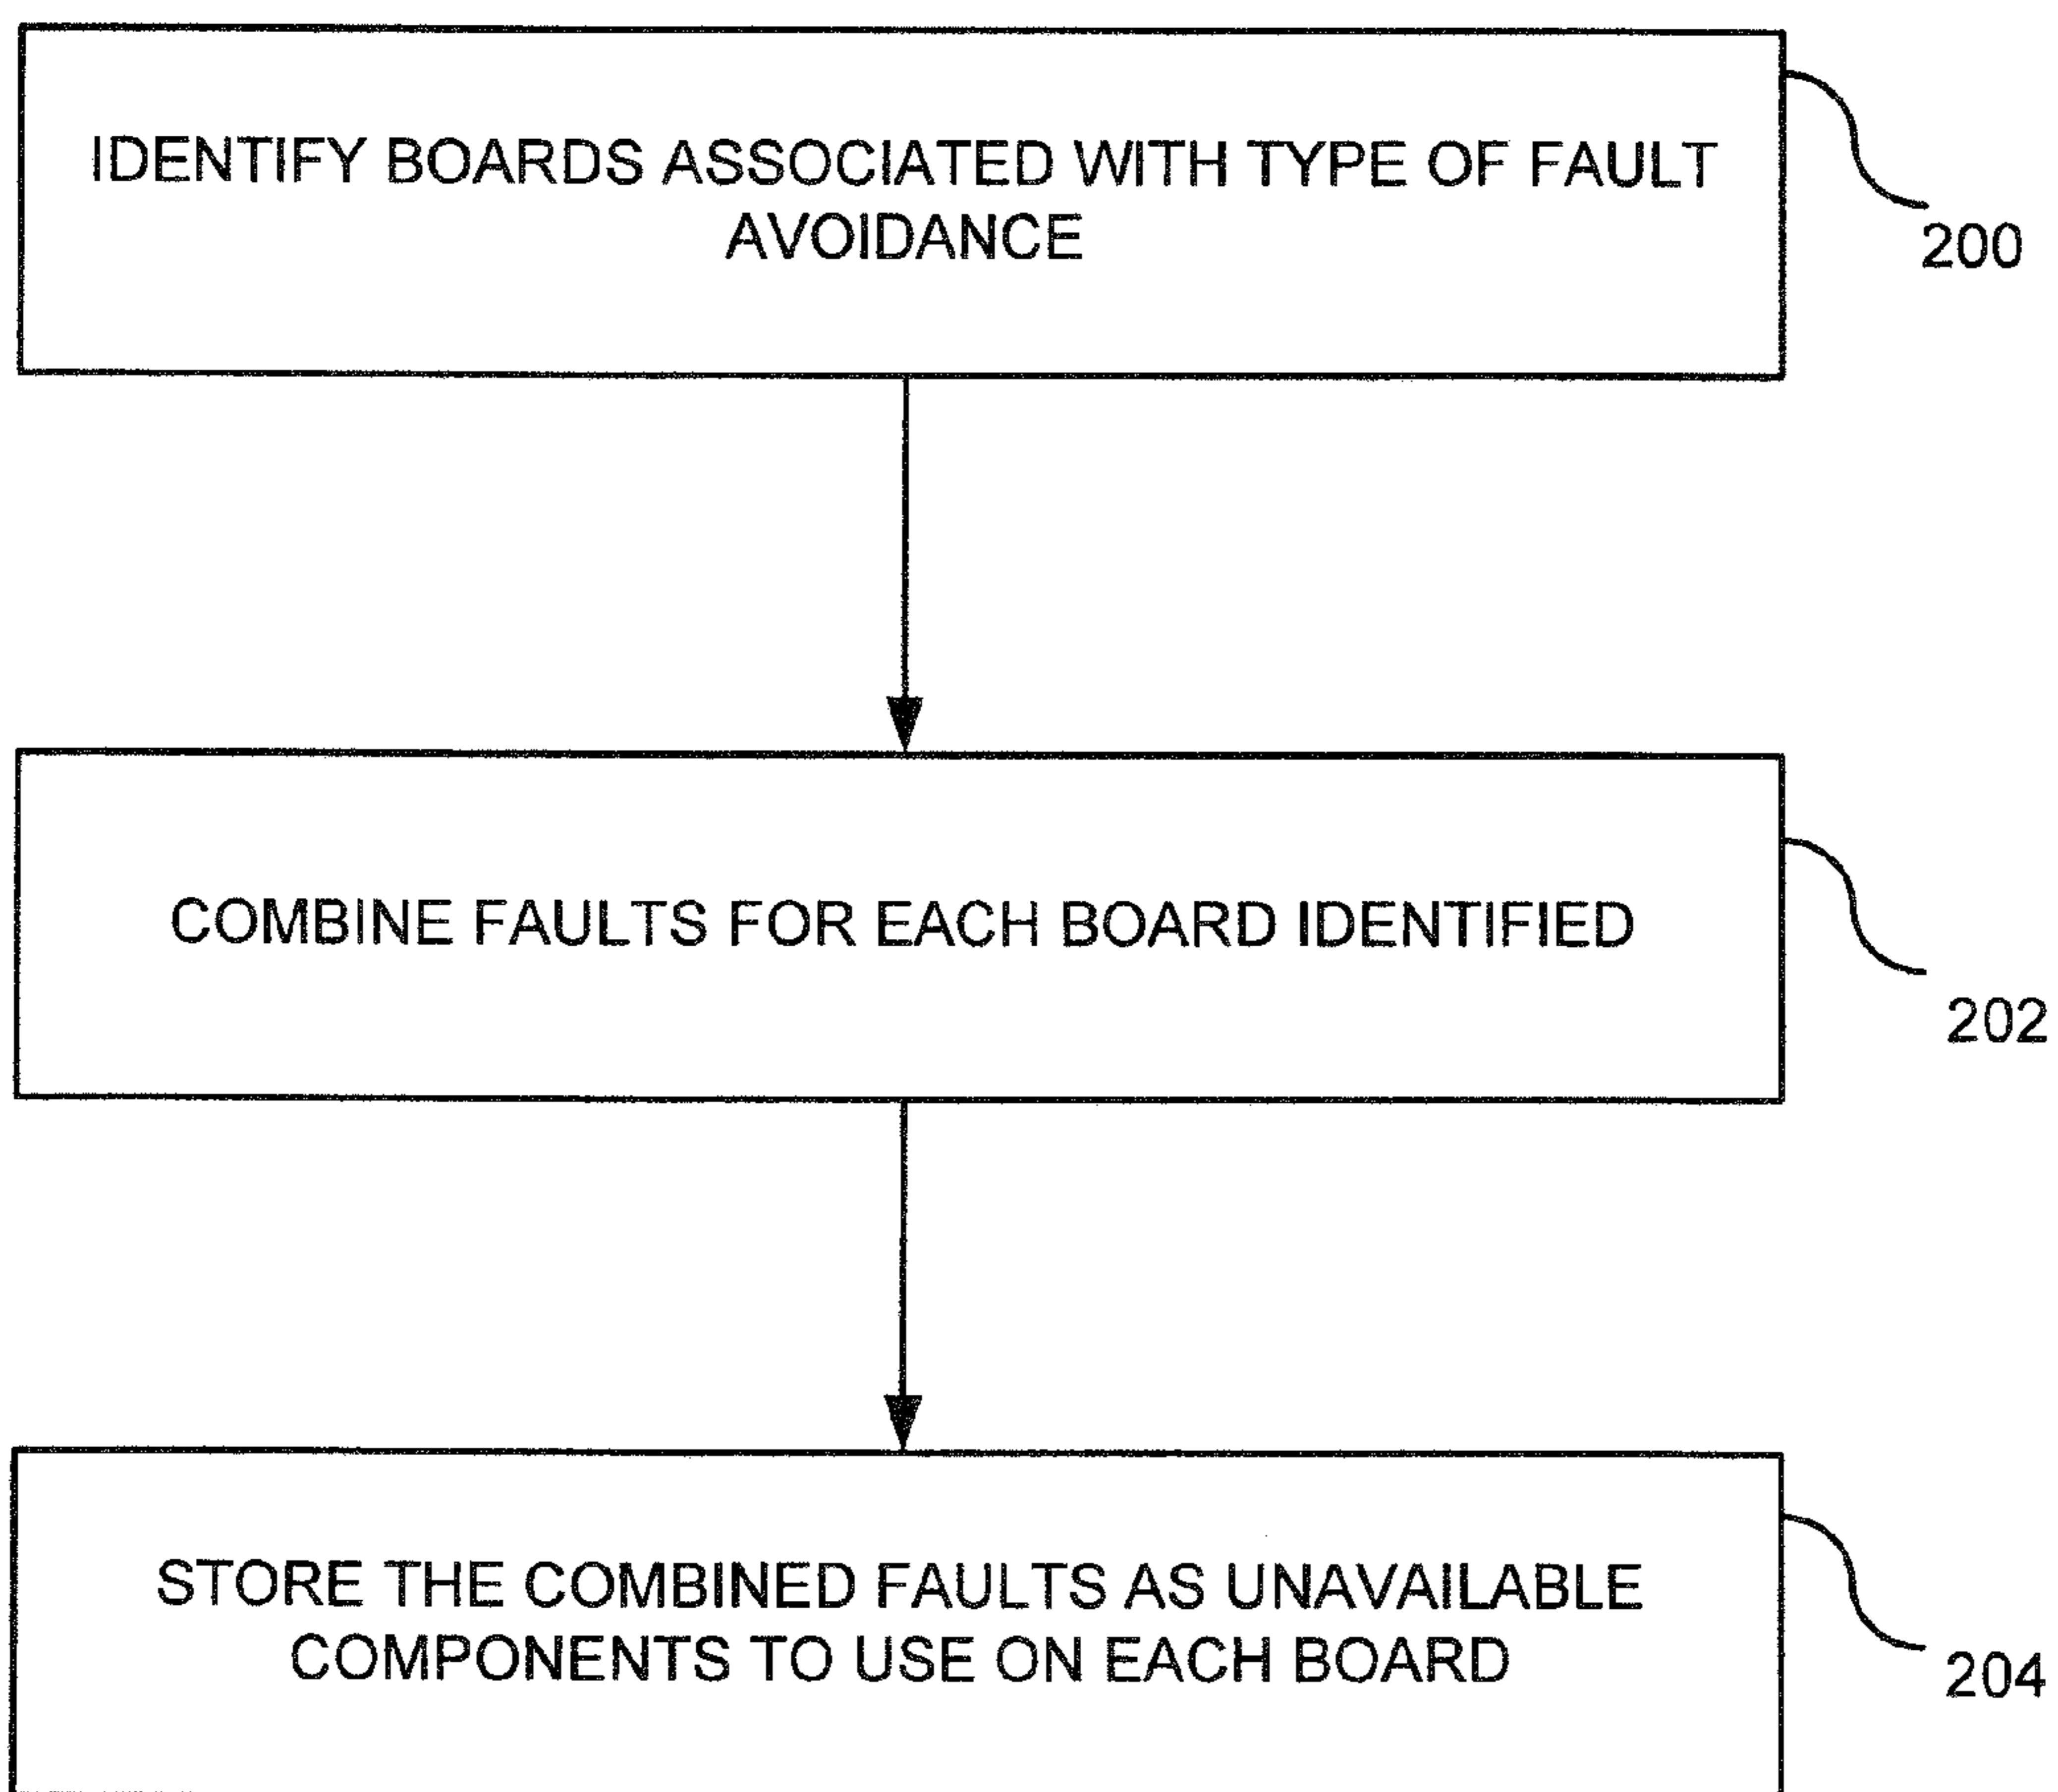 IDENTIFY BOARDS ASSOCIATED WITH TYPE OF FAULT
AVOIDANCE
200
COMBINE FAULTS FOR EACH BOARD IDENTIFIED
202
STORE THE COMBINED FAULTS AS UNAVAILABLE
COMPONENTS TO USE ON EACH BOARD
204